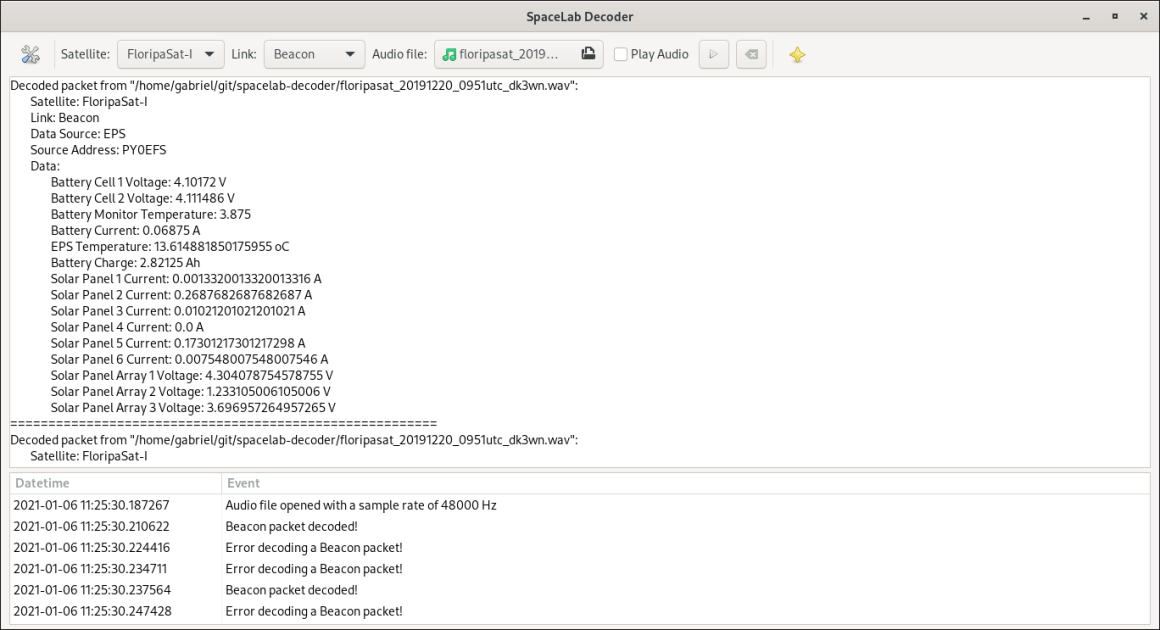 SpaceLab Decoder
Satellite: FloripaSat-I Link: Beacon Audio file: floripasat_2019... Play Audio
Decoded packet from "/home/gabriel/git/spacelab-decoder/floripasat_20191220_0951utc_dk3wn.wav":
Satellite: FloripaSat-I
Link: Beacon
Data Source: EPS
Source Address: PY0EFS
Data:
Battery Cell 1 Voltage: 4.10172 V
Battery Cell 2 Voltage: 4.111486 V
Battery Monitor Temperature: 3.875
Battery Current: 0.06875 A
EPS Temperature: 13.614881850175955 oC
Battery Charge: 2.82125 Ah
Solar Panel 1 Current: 0.0013320013320013316 A
Solar Panel 2 Current: 0.2687682687682687 A
Solar Panel 3 Current: 0.01021201021201021 A
Solar Panel 4 Current: 0.0 A
Solar Panel 5 Current: 0.17301217301217298 A
Solar Panel 6 Current: 0.007548007548007546 A
Solar Panel Array 1 Voltage: 4.304078754578755 V
Solar Panel Array 2 Voltage: 1.233105006105006 V
Solar Panel Array 3 Voltage: 3.696957264957265 V
========================================================
Decoded packet from "/home/gabriel/git/spacelab-decoder/floripasat_20191220_0951utc_dk3wn.wav":
Satellite: FloripaSat-I
Datetime Event
2021-01-06 11:25:30.187267 Audio file opened with a sample rate of 48000 Hz
2021-01-06 11:25:30.210622 Beacon packet decoded!
2021-01-06 11:25:30.224416 Error decoding a Beacon packet!
2021-01-06 11:25:30.234711 Error decoding a Beacon packet!
2021-01-06 11:25:30.237564 Beacon packet decoded!
2021-01-06 11:25:30.247428 Error decoding a Beacon packet!